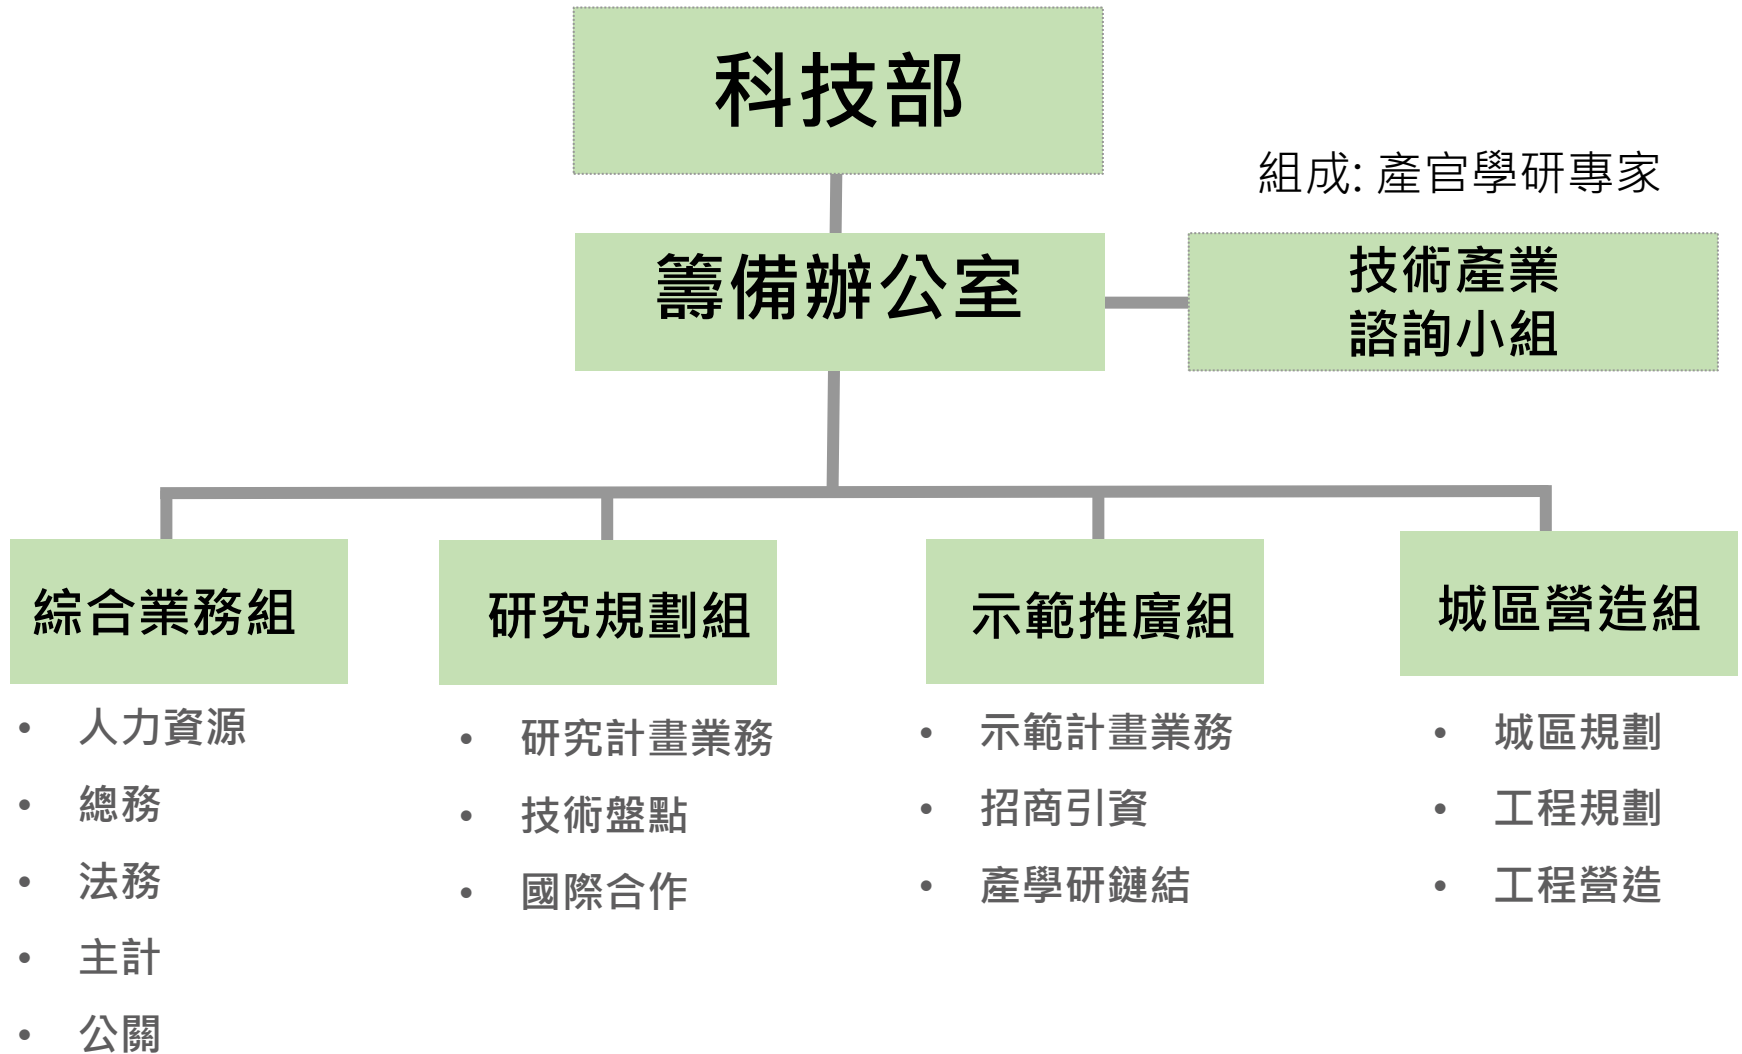 科技部
組成: 產官學研專家
籌備辦公室
技術產業
諮詢小組
綜合業務組
• 人力資源
• 總務
• 法務
• 主計
• 公關
研究規劃組
• 研究計畫業務
• 技術盤點
• 國際合作
示範推廣組
• 示範計畫業務
• 招商引資
• 產學研鏈結
城區營造組
• 城區規劃
• 工程規劃
• 工程營造